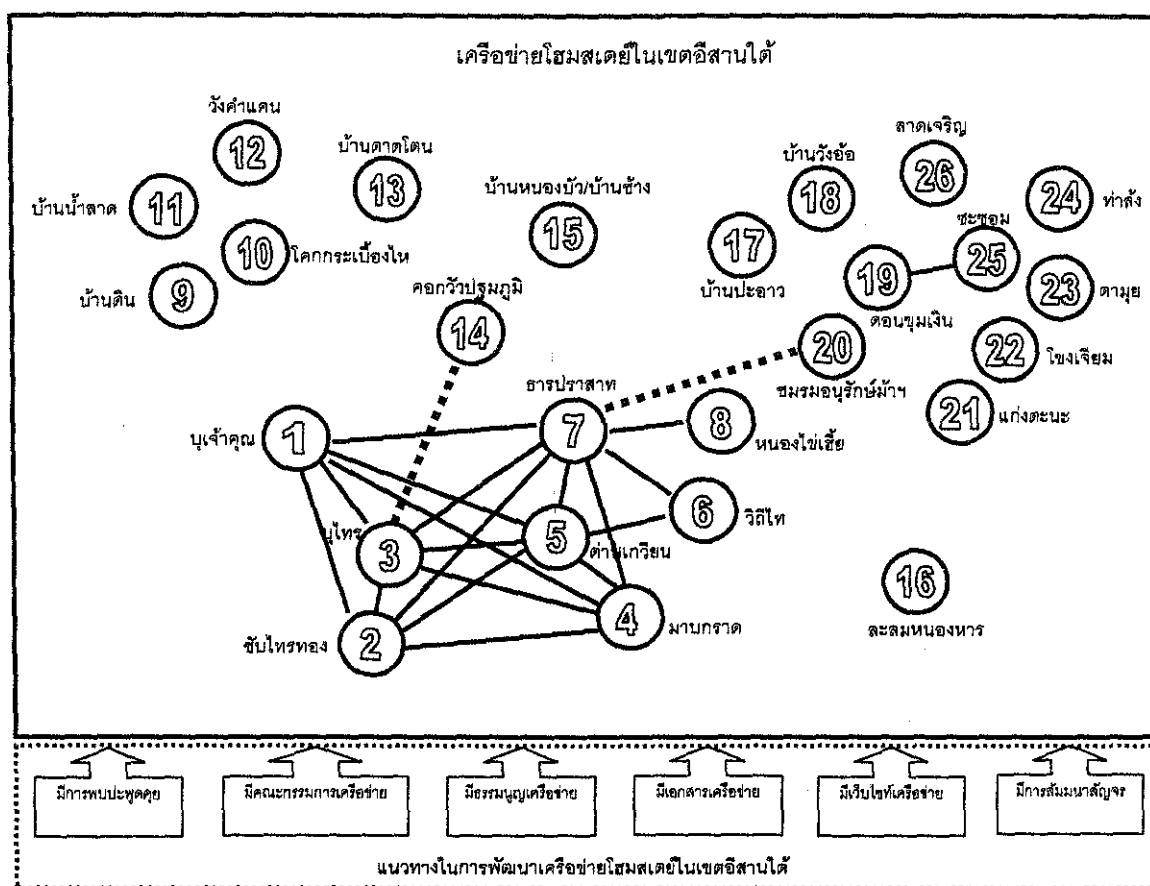 เครือข่ายโฮมสเตย์ในเขตอีสานใต้
วังคำแคน
12
บ้านตาดโตน
13
ลาดเจริญ
26
บ้านวังอ้อ
18
บ้านหนองบัว/บ้านช้าง
15
บ้านน้ำลาด
11
24
ท่าล้ง
ซะซอม
25
10
โคกกระเบื้องไห
17
บ้านปะอาว
19
ดอนขุมเงิน
บ้านดิน
9
23
ตามุย
คอกวัวปฐมภูมิ
14
20
ชมรมอนุรักษ์ม้าฯ
22
โขงเจียม
ธารปราสาท
7
21
แก่งตะนะ
บุเจ้าคุณ
1
8
หนองไข่เฮี้ย
6
วิถีไท
บุไทร
3
5
ด่านเกวียน
16
ละลมหนองหาร
ซับไทรทอง
2
4
มาบกราด
มีการพบปะพูดคุย
มีคณะกรรมการเครือข่าย
มีธรรมนูญเครือข่าย
มีเอกสารเครือข่าย
มีเว็บไซท์เครือข่าย
มีการสัมมนาสัญจร
แนวทางในการพัฒนาเครือข่ายโฮมสเตย์ในเขตอีสานใต้